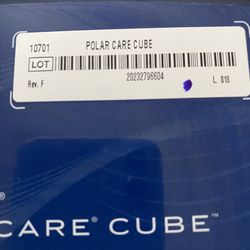 10701 POLAR CARE CUBE
LOT
20232796604
Rev. F L 018
®
CARE® CUBE™